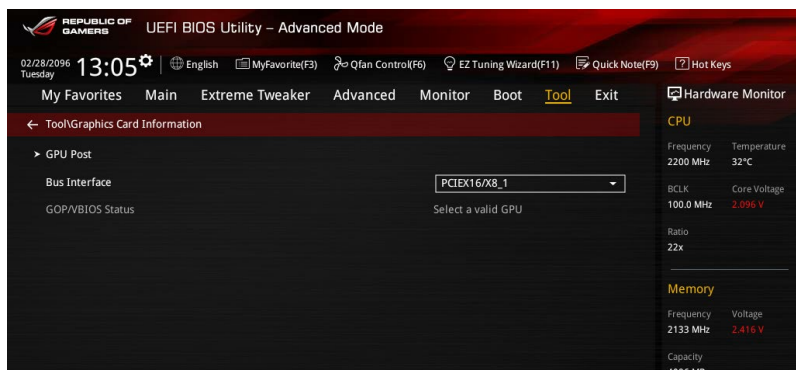 REPUBLIC OF
GAMERS
UEFI BIOS Utility – Advanced Mode
02/28/2096
Tuesday
13:05
English
MyFavorite(F3)
Qfan Control(F6)
EZ Tuning Wizard(F11)
Quick Note(F9)
? Hot Keys
My Favorites Main Extreme Tweaker Advanced Monitor Boot Tool Exit
Hardware Monitor
← Tool\Graphics Card Information
CPU
> GPU Post
Frequency Temperature
2200 MHz 32°C
Bus Interface PCIEX16/X8_1
BCLK Core Voltage
100.0 MHz 2.096 V
GOP/VBIOS Status Select a valid GPU
Ratio
22x
Memory
Frequency Voltage
2133 MHz 2.416 V
Capacity